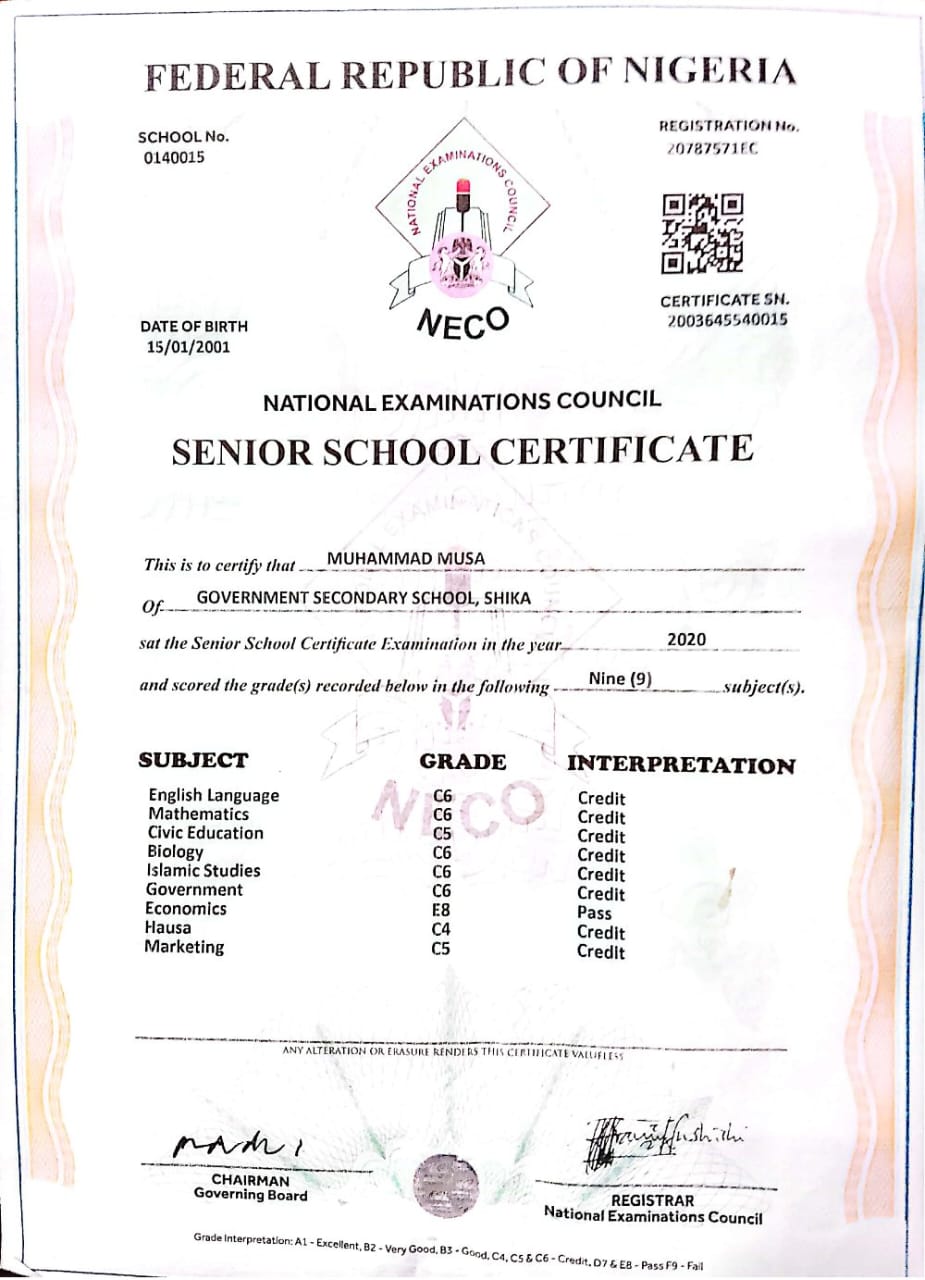 FEDERAL REPUBLIC OF NIGERIA
SCHOOL No.
0140015
REGISTRATION No.
20787571EC
NATIONAL EXAMINATIONS COUNCIL
NECO
CERTIFICATE SN.
2003645540015
DATE OF BIRTH
15/01/2001
NATIONAL EXAMINATIONS COUNCIL
SENIOR SCHOOL CERTIFICATE
This is to certify that MUHAMMAD MUSA
Of GOVERNMENT SECONDARY SCHOOL, SHIKA
sat the Senior School Certificate Examination in the year 2020
and scored the grade(s) recorded below in the following Nine (9) subject(s).
SUBJECT GRADE INTERPRETATION
English Language C6 Credit
Mathematics C6 Credit
Civic Education C5 Credit
Biology C6 Credit
Islamic Studies C6 Credit
Government C6 Credit
Economics E8 Pass
Hausa C4 Credit
Marketing C5 Credit
NECO
ANY ALTERATION OR ERASURE RENDERS THIS CERTIFICATE VALUELESS
CHAIRMAN
Governing Board
REGISTRAR
National Examinations Council
Grade Interpretation: A1 - Excellent, B2 - Very Good, B3 - Good, C4, C5 & C6 - Credit, D7 & E8 - Pass F9 - Fail